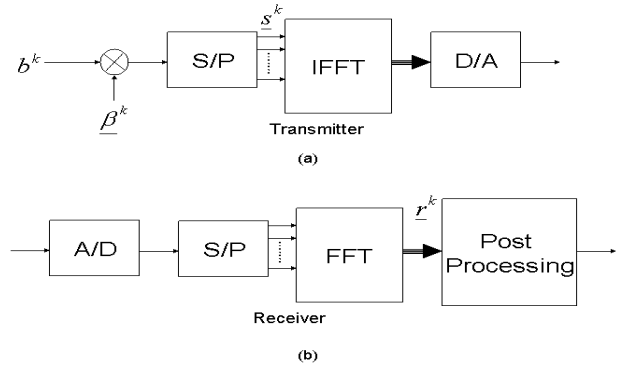 s^k
b^k
S/P
IFFT
D/A
β^k
Transmitter
(a)
r^k
A/D
S/P
FFT
Post
Processing
Receiver
(b)